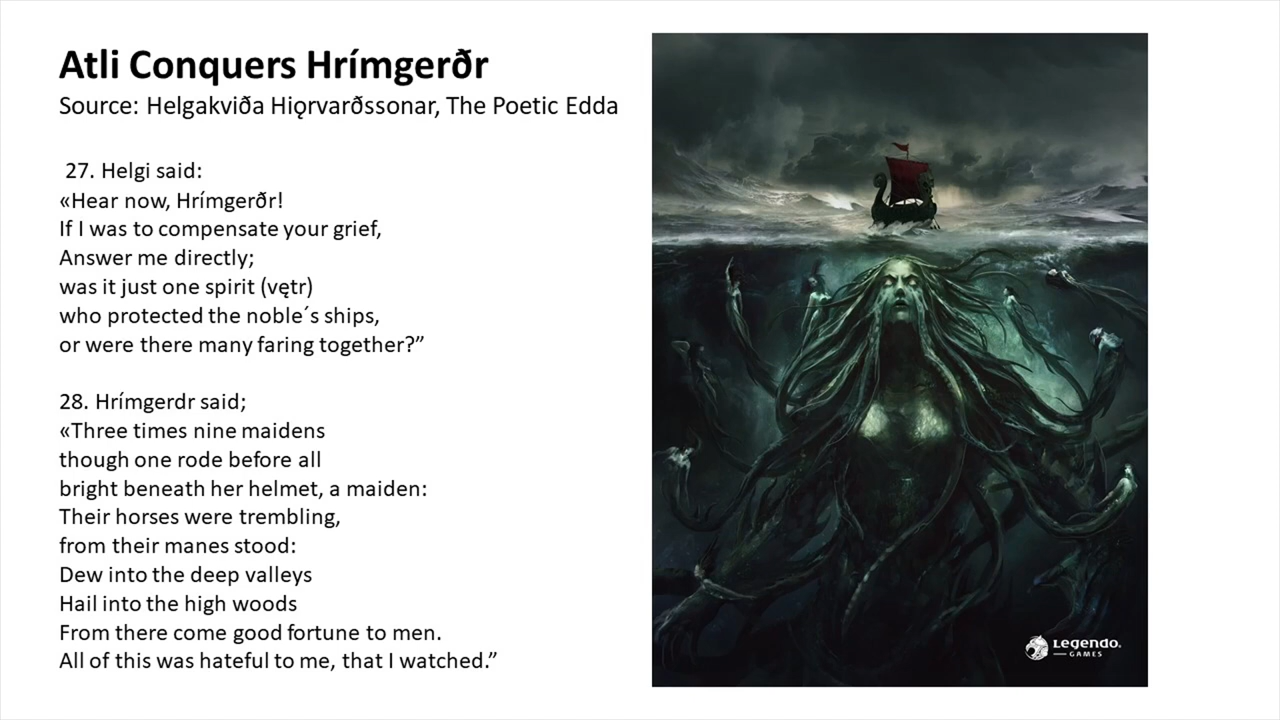 Atli Conquers Hrímgerðr
Source: Helgakviða Hiǫrvarðssonar, The Poetic Edda
27. Helgi said:
«Hear now, Hrímgerðr!
If I was to compensate your grief,
Answer me directly;
was it just one spirit (vętr)
who protected the noble´s ships,
or were there many faring together?”
28. Hrímgerdr said;
«Three times nine maidens
though one rode before all
bright beneath her helmet, a maiden:
Their horses were trembling,
from their manes stood:
Dew into the deep valleys
Hail into the high woods
From there come good fortune to men.
All of this was hateful to me, that I watched.”
Legendo®
GAMES